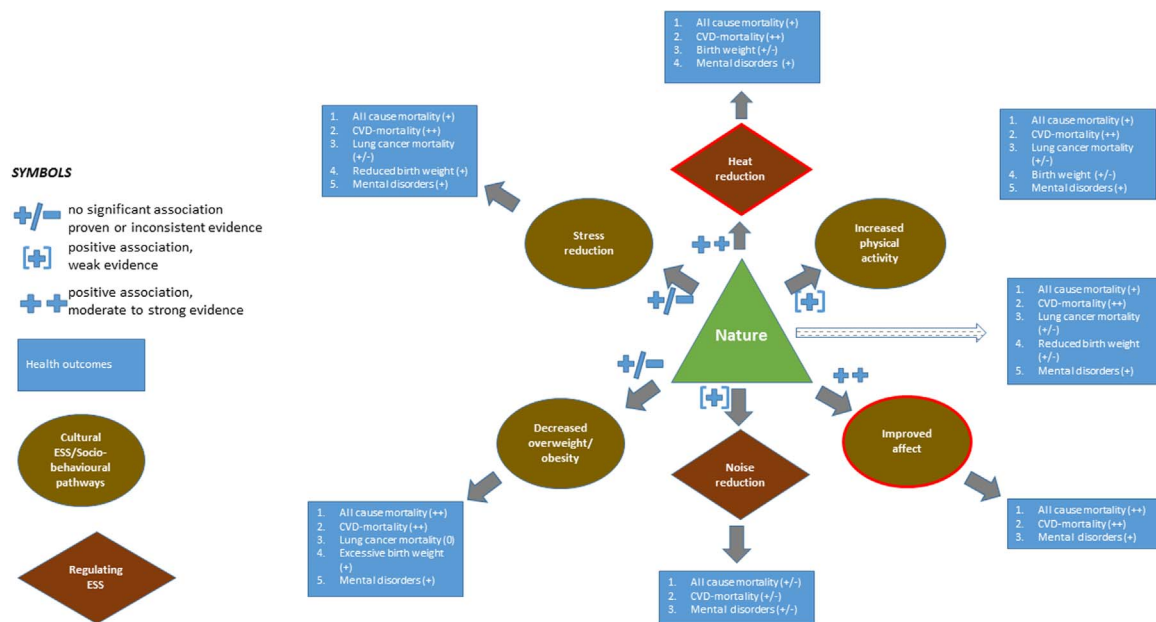 SYMBOLS
+/− no significant association
proven or inconsistent evidence
[+] positive association,
weak evidence
++ positive association,
moderate to strong evidence
Health outcomes
Cultural
ESS/Socio-
behavioural
pathways
Regulating
ESS
1. All cause mortality (+)
2. CVD-mortality (++)
3. Birth weight (+/-)
4. Mental disorders (+)
Heat
reduction
++
1. All cause mortality (+)
2. CVD-mortality (++)
3. Lung cancer mortality
(+/-)
4. Reduced birth weight (+)
5. Mental disorders (+)
Stress
reduction
+/−
1. All cause mortality (+)
2. CVD-mortality (++)
3. Lung cancer mortality
(+/-)
4. Birth weight (+/-)
5. Mental disorders (+)
Increased
physical
activity
[+]
Nature
1. All cause mortality (+)
2. CVD-mortality (++)
3. Lung cancer mortality
(+/-)
4. Reduced birth weight
(+/-)
5. Mental disorders (+)
+/−
Decreased
overweight/
obesity
[+]
Noise
reduction
++
Improved
affect
1. All cause mortality (++)
2. CVD-mortality (++)
3. Lung cancer mortality (0)
4. Excessive birth weight
(+)
5. Mental disorders (+)
1. All cause mortality (+/-)
2. CVD-mortality (+/-)
3. Mental disorders (+/-)
1. All cause mortality (++)
2. CVD-mortality (++)
3. Mental disorders (+)